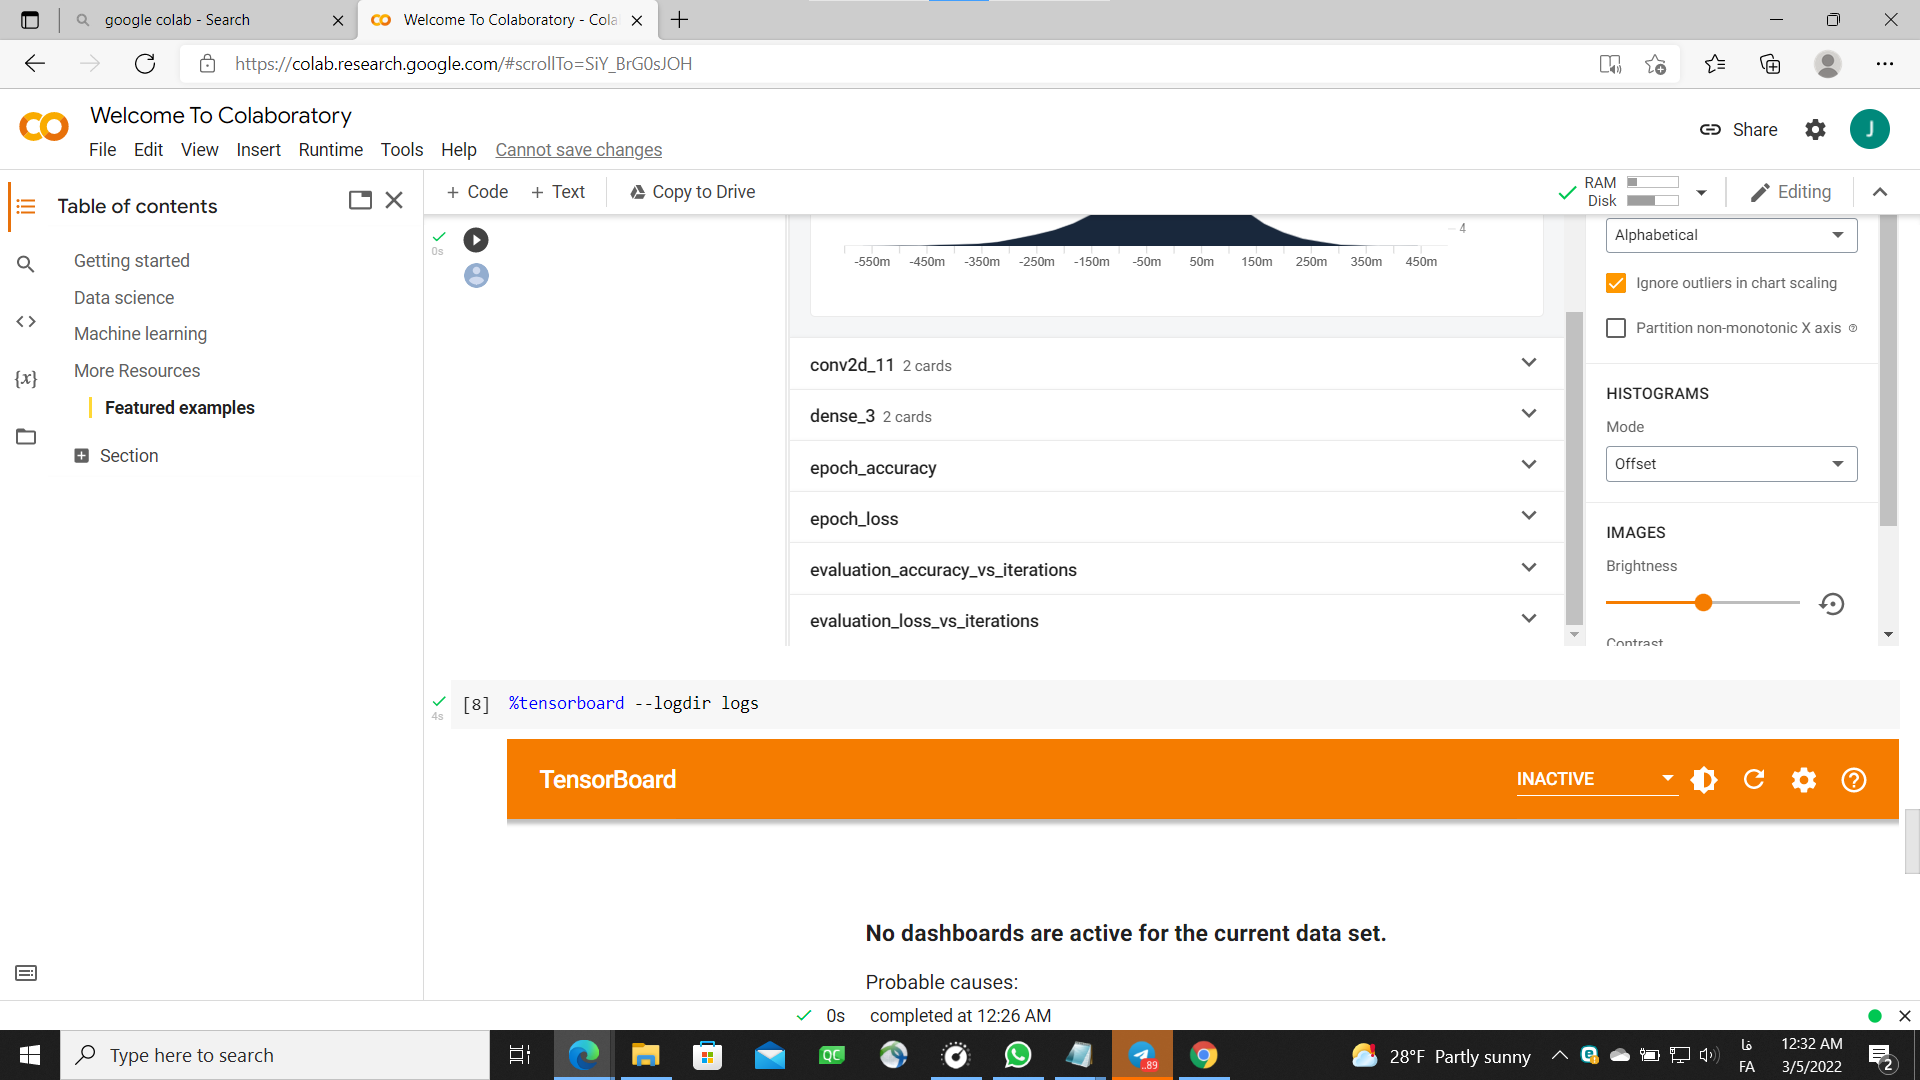 google colab - Search
Welcome To Colaboratory - Cola
https://colab.research.google.com/#scrollTo=SiY_BrG0sJOH
Welcome To Colaboratory
File Edit View Insert Runtime Tools Help Cannot save changes
Share
J
Table of contents
+ Code + Text Copy to Drive
RAM
Disk
Editing
Getting started
Data science
Machine learning
More Resources
Featured examples
Section
0s
4
-550m -450m -350m -250m -150m -50m 50m 150m 250m 350m 450m
conv2d_11 2 cards
dense_3 2 cards
epoch_accuracy
epoch_loss
evaluation_accuracy_vs_iterations
evaluation_loss_vs_iterations
Alphabetical
Ignore outliers in chart scaling
Partition non-monotonic X axis
HISTOGRAMS
Mode
Offset
IMAGES
Brightness
Contrast
4s
[8] %tensorboard --logdir logs
TensorBoard
INACTIVE
No dashboards are active for the current data set.
Probable causes:
0s completed at 12:26 AM
Type here to search
QC
..89
28°F Partly sunny
فا
FA
12:32 AM
3/5/2022
2